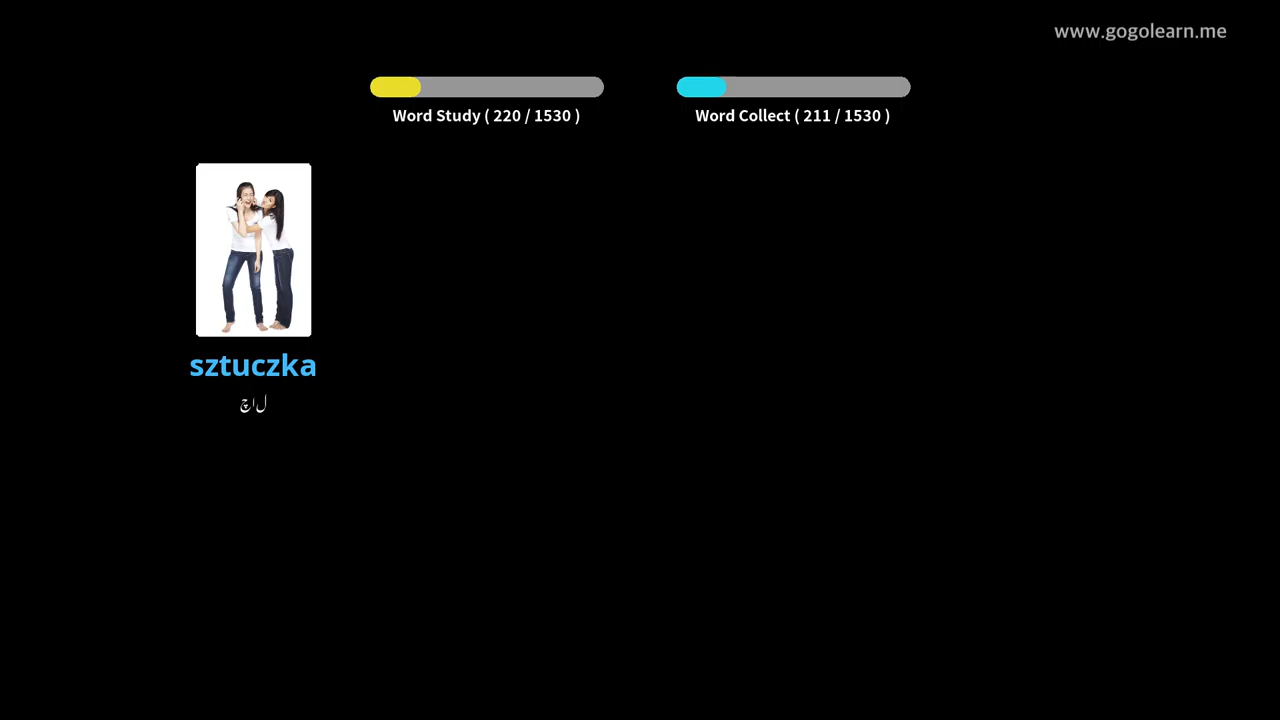 www.gogolearn.me
Word Study ( 220 / 1530 )
Word Collect ( 211 / 1530 )
sztuczka
چال